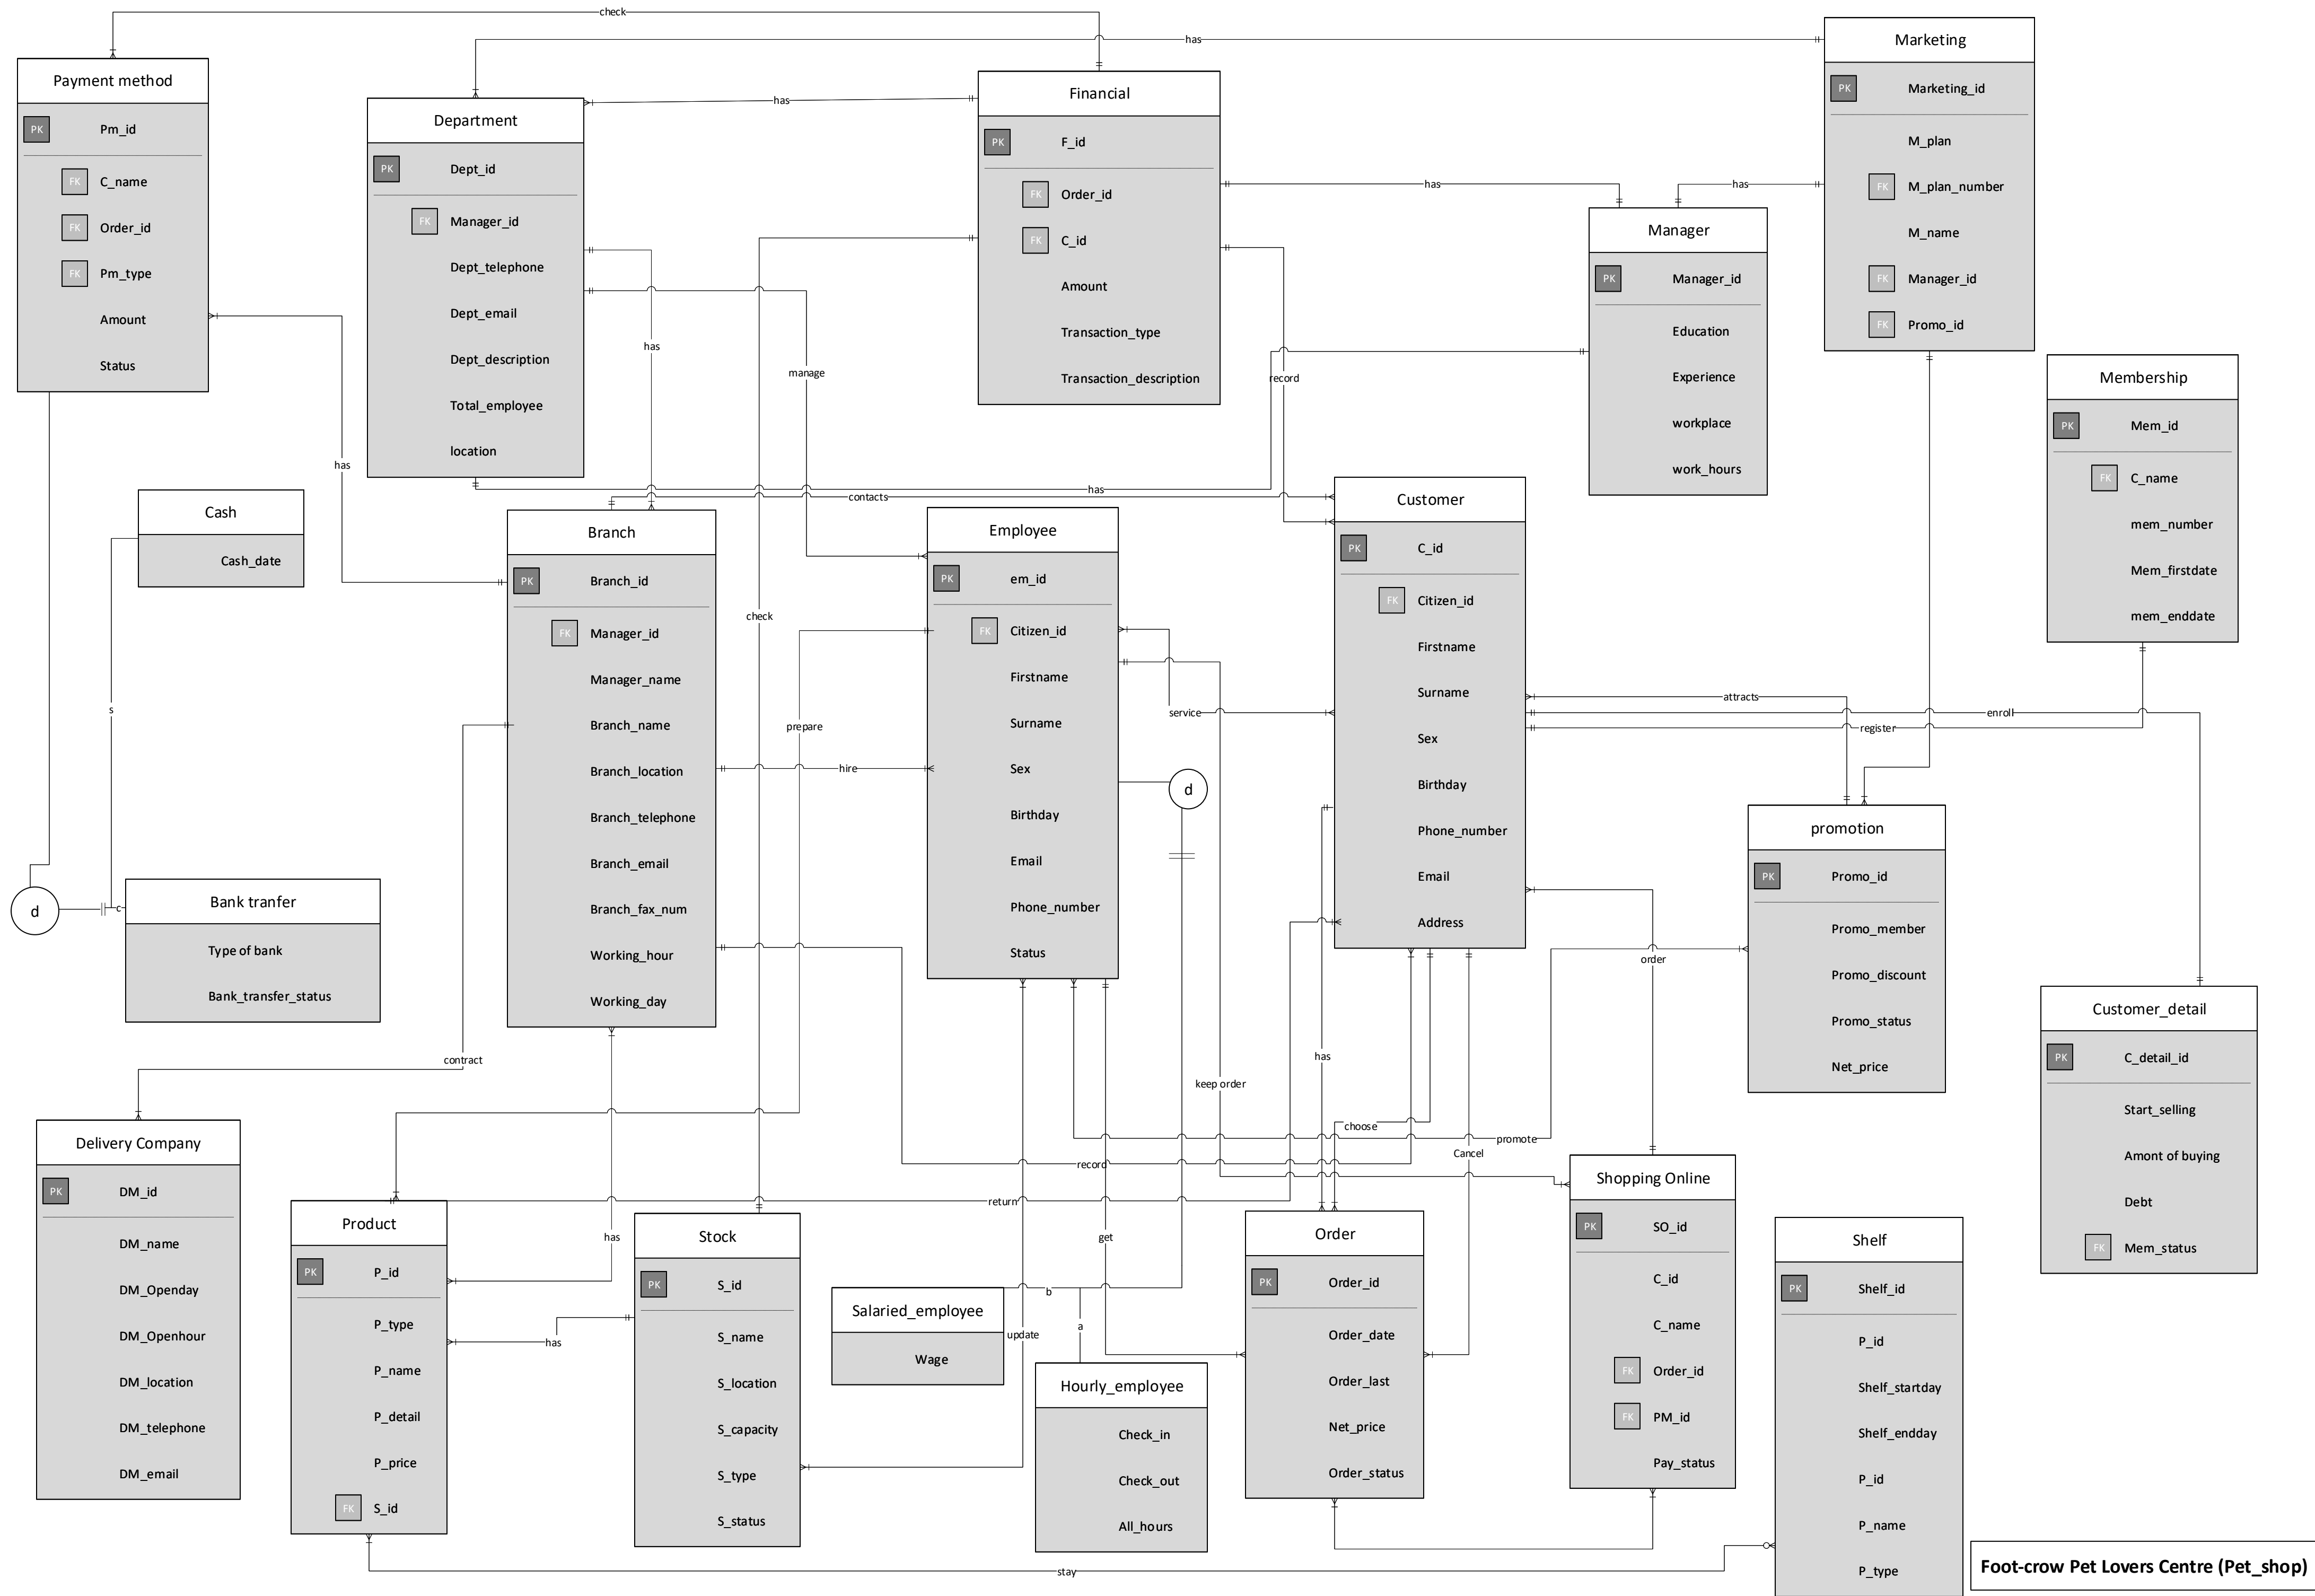 check
has
Marketing
PK Marketing_id
M_plan
FK M_plan_number
M_name
FK Manager_id
FK Promo_id
Payment method
PK Pm_id
FK C_name
FK Order_id
FK Pm_type
Amount
Status
Department
PK Dept_id
FK Manager_id
Dept_telephone
Dept_email
Dept_description
Total_employee
location
has
Financial
PK F_id
FK Order_id
FK C_id
Amount
Transaction_type
Transaction_description
has
has
Manager
PK Manager_id
Education
Experience
workplace
work_hours
Membership
PK Mem_id
FK C_name
mem_number
Mem_firstdate
mem_enddate
has
manage
record
has
has
contacts
Cash
Cash_date
s
Branch
PK Branch_id
FK Manager_id
Manager_name
Branch_name
Branch_location
Branch_telephone
Branch_email
Branch_fax_num
Working_hour
Working_day
check
prepare
hire
Employee
PK em_id
FK Citizen_id
Firstname
Surname
Sex
Birthday
Email
Phone_number
Status
service
d
Customer
PK C_id
FK Citizen_id
Firstname
Surname
Sex
Birthday
Phone_number
Email
Address
attracts
enroll
register
promotion
PK Promo_id
Promo_member
Promo_discount
Promo_status
Net_price
d
c
Bank tranfer
Type of bank
Bank_transfer_status
order
Customer_detail
PK C_detail_id
Start_selling
Amont of buying
Debt
FK Mem_status
contract
has
keep order
choose
promote
Cancel
record
return
Delivery Company
PK DM_id
DM_name
DM_Openday
DM_Openhour
DM_location
DM_telephone
DM_email
Product
PK P_id
P_type
P_name
P_detail
P_price
FK S_id
has
has
Stock
PK S_id
S_name
S_location
S_capacity
S_type
S_status
get
b
a
update
Salaried_employee
Wage
Hourly_employee
Check_in
Check_out
All_hours
Order
PK Order_id
Order_date
Order_last
Net_price
Order_status
Shopping Online
PK SO_id
C_id
C_name
FK Order_id
FK PM_id
Pay_status
Shelf
PK Shelf_id
P_id
Shelf_startday
Shelf_endday
P_id
P_name
P_type
stay
Foot-crow Pet Lovers Centre (Pet_shop)